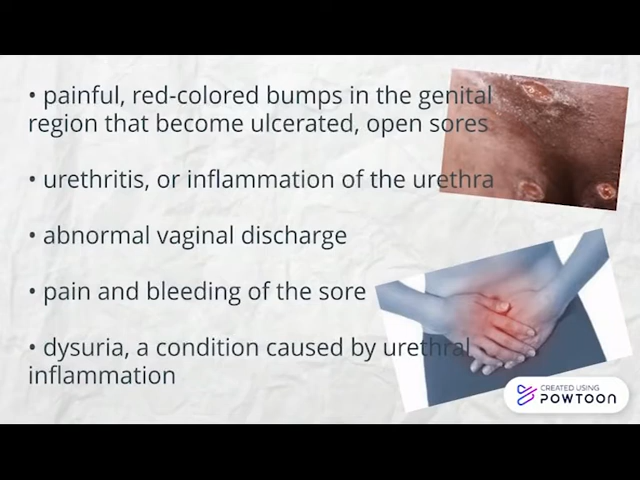 • painful, red-colored bumps in the genital
region that become ulcerated, open sores
• urethritis, or inflammation of the urethra
• abnormal vaginal discharge
• pain and bleeding of the sore
• dysuria, a condition caused by urethral
inflammation
CREATED USING
POWTOON